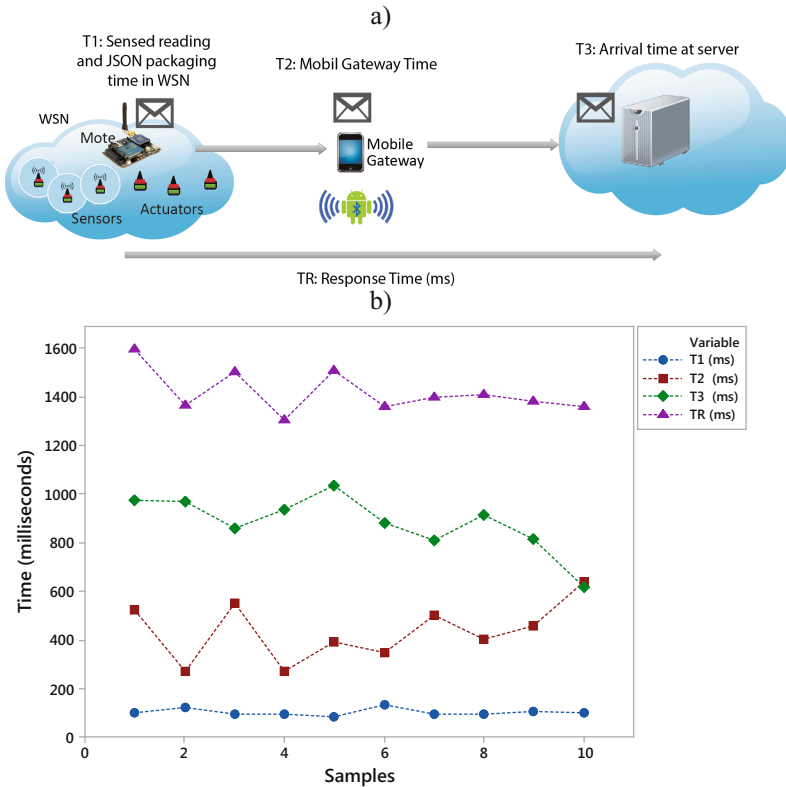 a)
T1: Sensed reading
and JSON packaging
time in WSN
T2: Mobil Gateway Time
T3: Arrival time at server
WSN
Mote
Mobile
Gateway
Sensors
Actuators
TR: Response Time (ms)
b)
Time (milliseconds)
1600
1400
1200
1000
800
600
400
200
0
0 2 4 6 8 10
Samples
Variable
T1 (ms)
T2 (ms)
T3 (ms)
TR (ms)